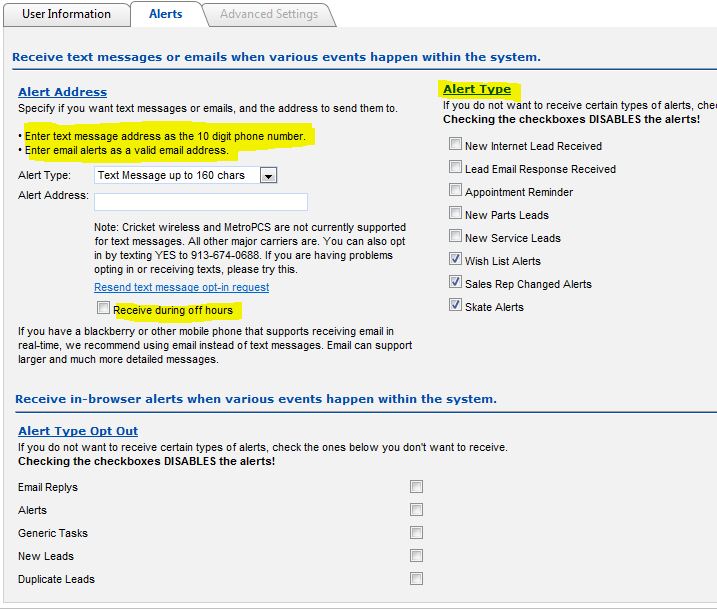 User Information
Alerts
Advanced Settings
Receive text messages or emails when various events happen within the system.
Alert Address
Specify if you want text messages or emails, and the address to send them to.
• Enter text message address as the 10 digit phone number.
• Enter email alerts as a valid email address.
Alert Type: Text Message up to 160 chars
Alert Address:
Note: Cricket wireless and MetroPCS are not currently supported
for text messages. All other major carriers are. You can also opt
in by texting YES to 913-674-0688. If you are having problems
opting in or receiving texts, please try this.
Resend text message opt-in request
Receive during off hours
If you have a blackberry or other mobile phone that supports receiving email in
real-time, we recommend using email instead of text messages. Email can support
larger and much more detailed messages.
Alert Type
If you do not want to receive certain types of alerts,
Checking the checkboxes DISABLES the alerts!
New Internet Lead Received
Lead Email Response Received
Appointment Reminder
New Parts Leads
New Service Leads
Wish List Alerts
Sales Rep Changed Alerts
Skate Alerts
Receive in-browser alerts when various events happen within the system.
Alert Type Opt Out
If you do not want to receive certain types of alerts, check the ones below you don't want to receive.
Checking the checkboxes DISABLES the alerts!
Email Replys
Alerts
Generic Tasks
New Leads
Duplicate Leads